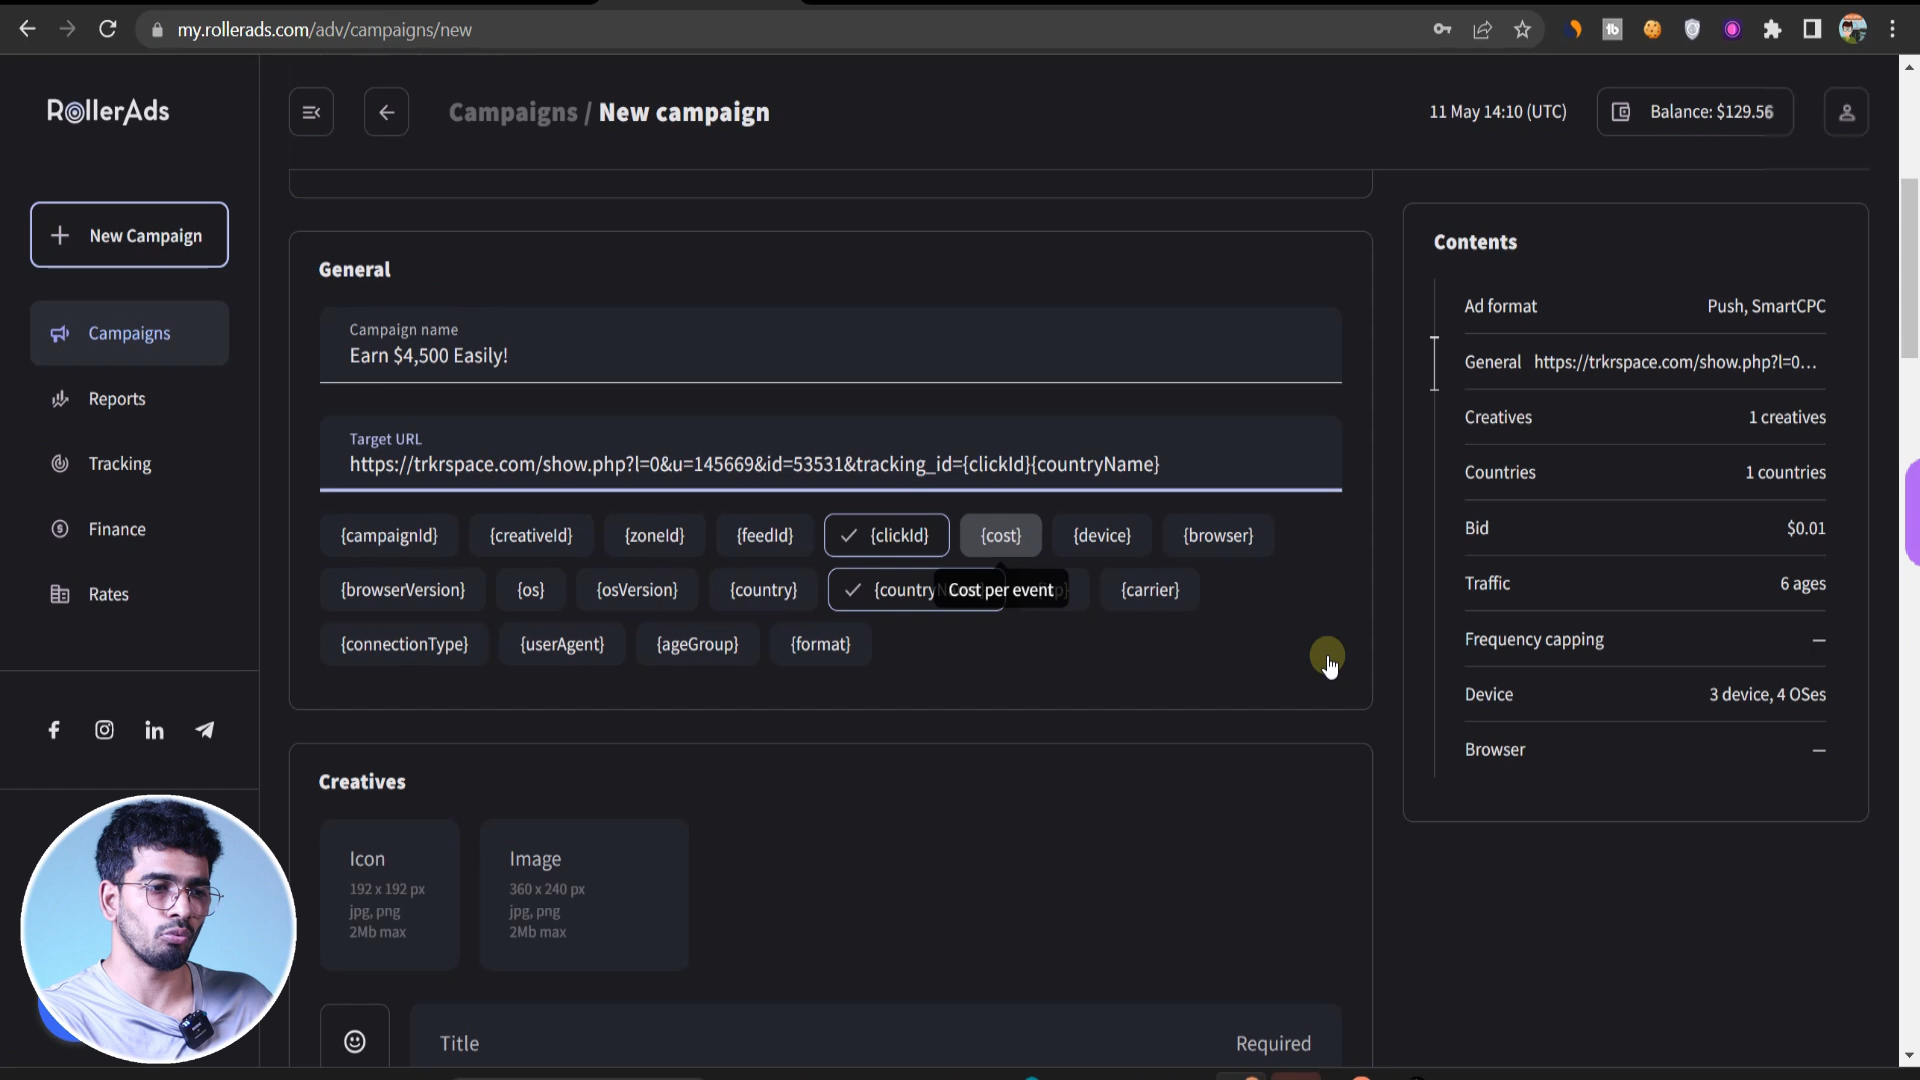 my.rollerads.com/adv/campaigns/new
RollerAds
Campaigns / New campaign
11 May 14:10 (UTC)
Balance: $129.56
New Campaign
Campaigns
Reports
Tracking
Finance
Rates
General
Campaign name
Earn $4,500 Easily!
Target URL
https://trkrspace.com/show.php?l=0&u=145669&id=53531&tracking_id={clickId}{countryName}
{campaignId} {creativeId} {zoneId} {feedId} {clickId} {cost} {device} {browser}
{browserVersion} {os} {osVersion} {country} {country Cost per event {carrier}
{connectionType} {userAgent} {ageGroup} {format}
Creatives
Icon
192 x 192 px
jpg, png
2Mb max
Image
360 x 240 px
jpg, png
2Mb max
Title Required
Contents
Ad format Push, SmartCPC
General https://trkrspace.com/show.php?l=0...
Creatives 1 creatives
Countries 1 countries
Bid $0.01
Traffic 6 ages
Frequency capping —
Device 3 device, 4 OSes
Browser —